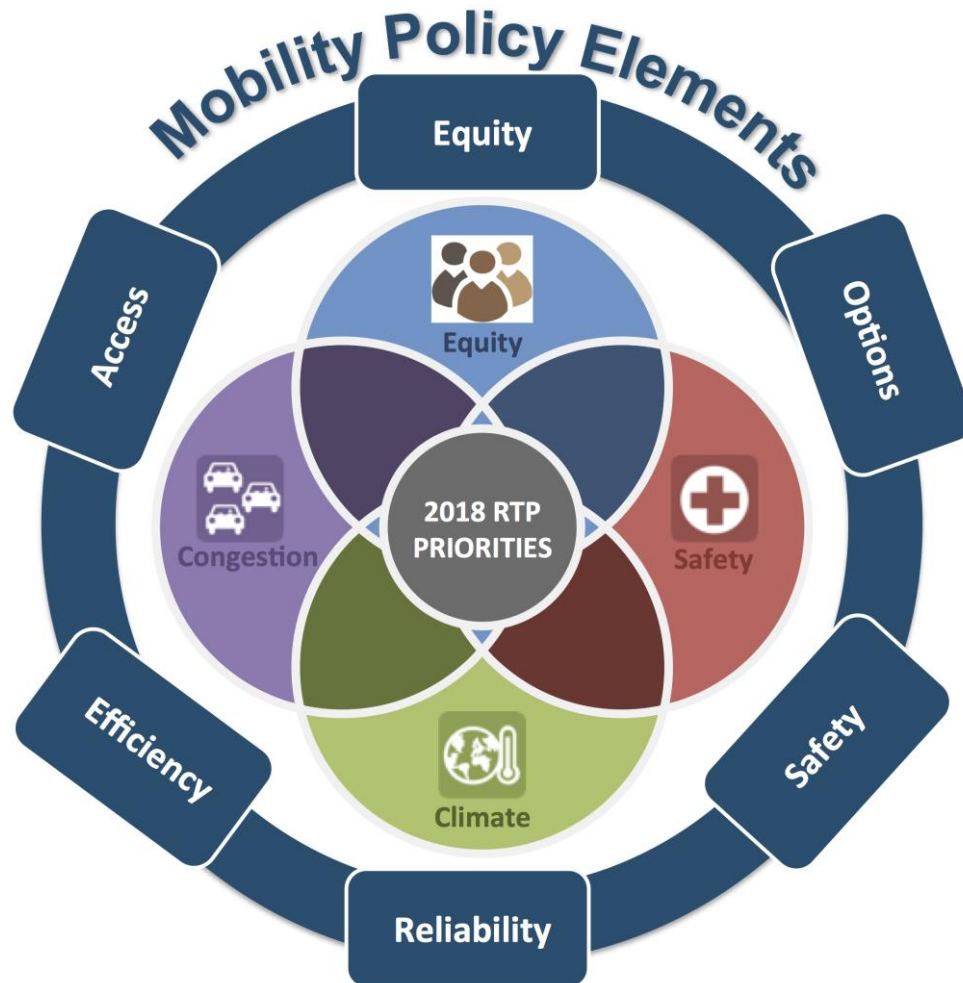 Mobility Policy Elements
Equity
Access
Options
Equity
2018 RTP
PRIORITIES
Congestion
Safety
Efficiency
Safety
Climate
Reliability